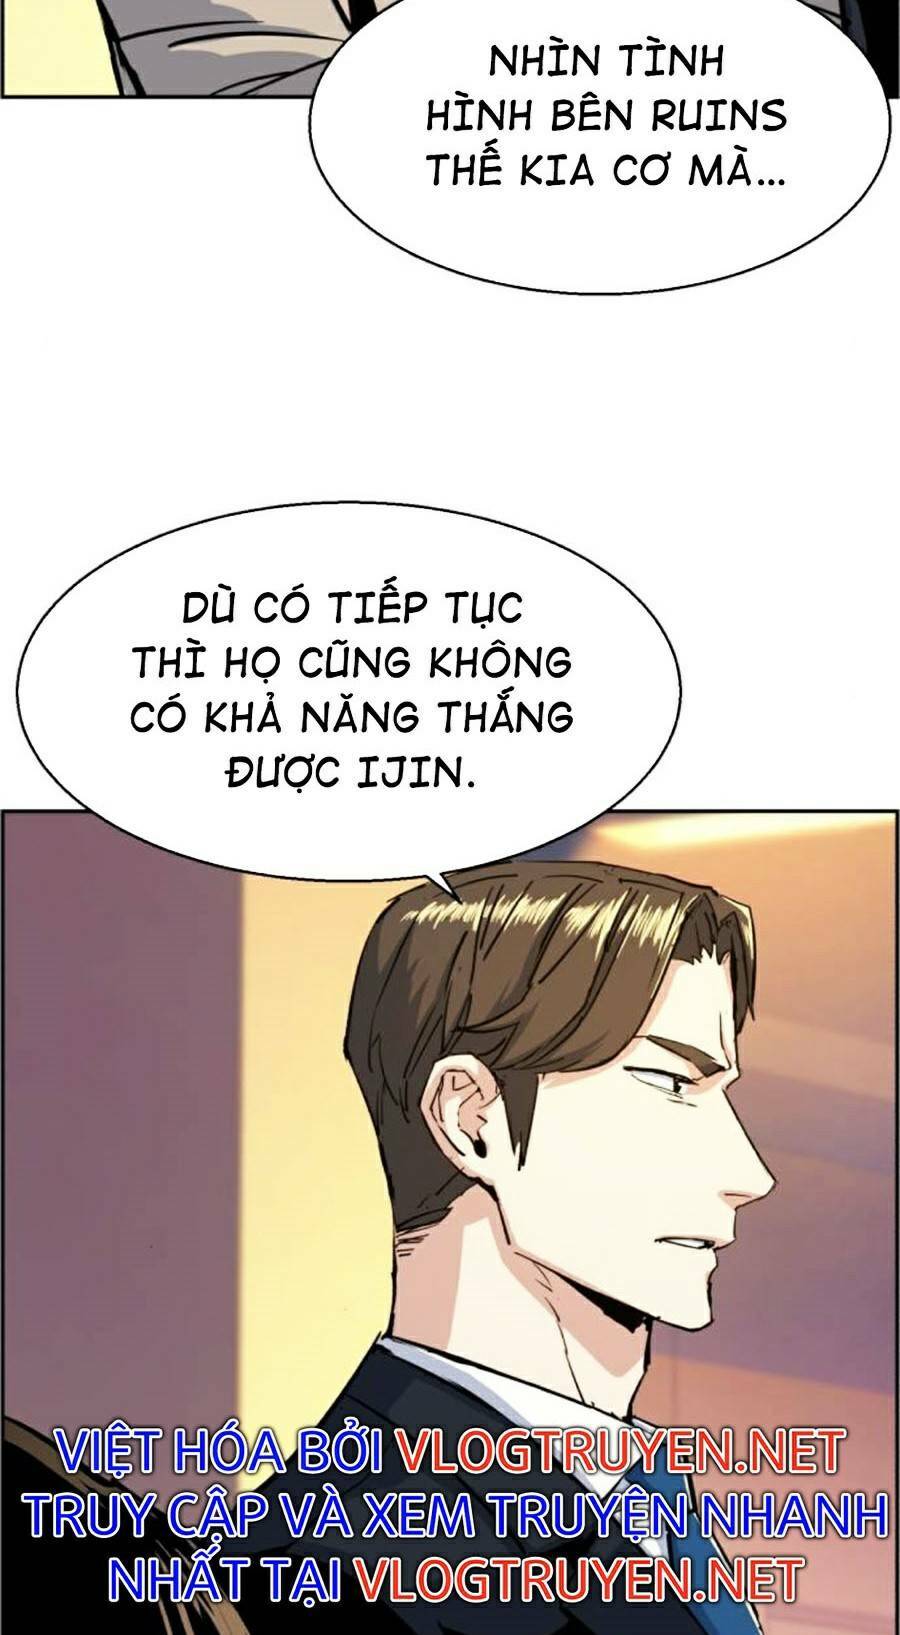 NHÌN TÌNH
HÌNH BÊN RUINS
THẾ KIA CƠ MÀ...
DÙ CÓ TIẾP TỤC
THÌ HỌ CŨNG KHÔNG
CÓ KHẢ NĂNG THẮNG
ĐƯỢC IJIN.
VIỆT HÓA BỞI VLOGTRUYEN.NET
TRUY CẬP VÀ XEM TRUYỆN NHANH
NHẤT TẠI VLOGTRUYEN.NET